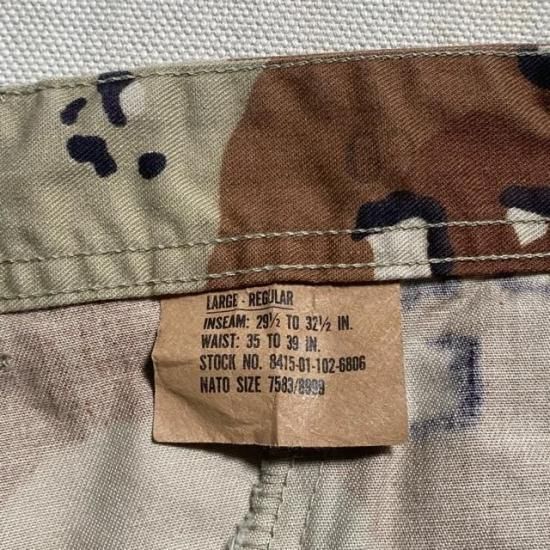 LARGE - REGULAR
INSEAM: 29½ TO 32½ IN.
WAIST: 35 TO 39 IN.
STOCK NO. 8415-01-102-6806
NATO SIZE 7583/8999